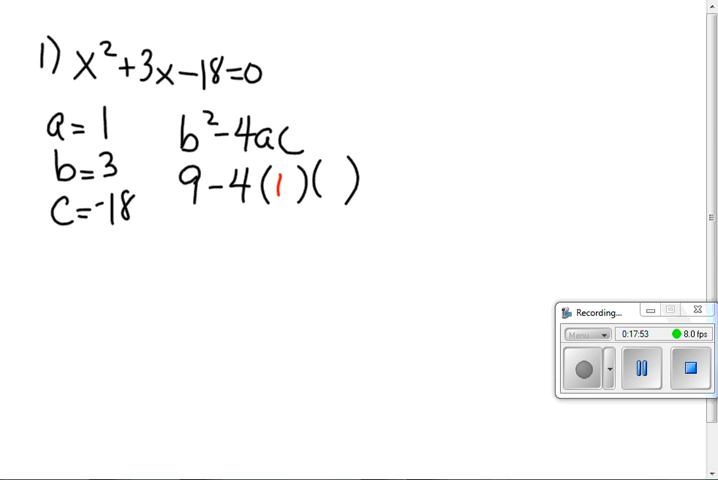 1) x²+3x-18=0
a=1
b²-4ac
b=3
9-4(1)( )
c=-18
Recording...
Menu
0:17:53
8.0 fps